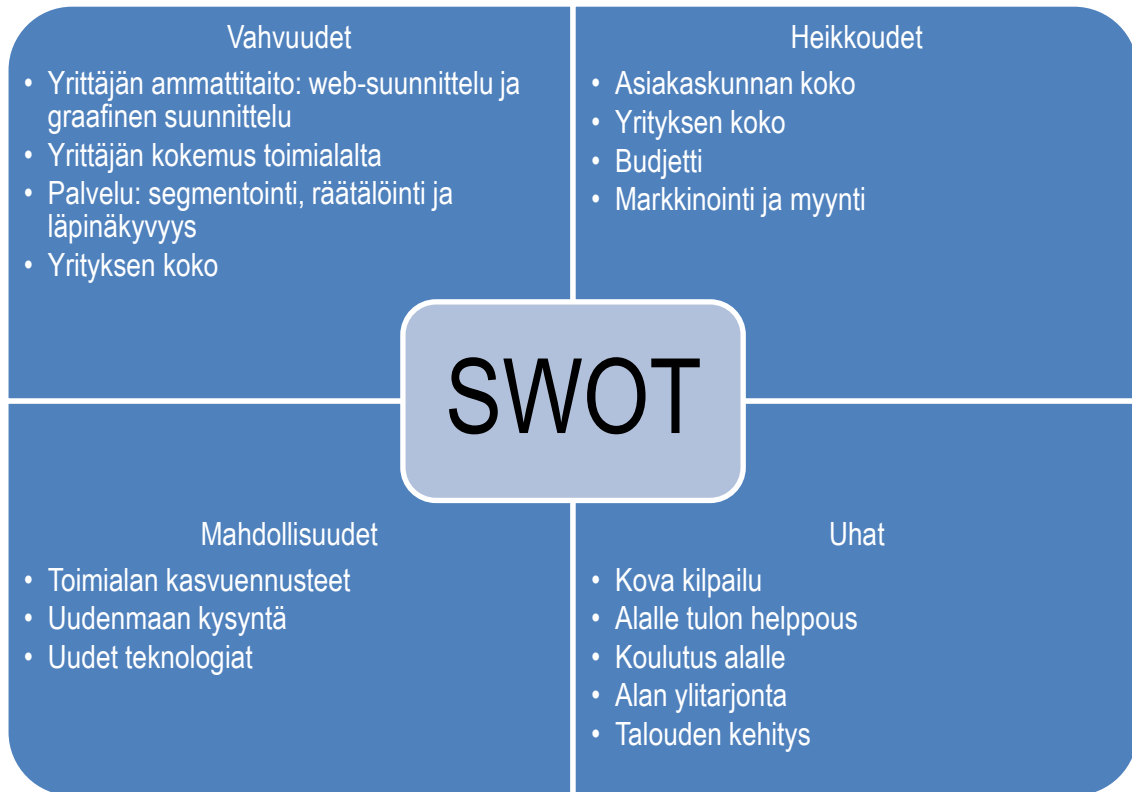 Vahvuudet
• Yrittäjän ammattitaito: web-suunnittelu ja
graafinen suunnittelu
• Yrittäjän kokemus toimialalta
• Palvelu: segmentointi, räätälöinti ja
läpinäkyvyys
• Yrityksen koko
Heikkoudet
• Asiakaskunnan koko
• Yrityksen koko
• Budjetti
• Markkinointi ja myynti
SWOT
Mahdollisuudet
• Toimialan kasvuennusteet
• Uudenmaan kysyntä
• Uudet teknologiat
Uhat
• Kova kilpailu
• Alalle tulon helppous
• Koulutus alalle
• Alan ylitarjonta
• Talouden kehitys